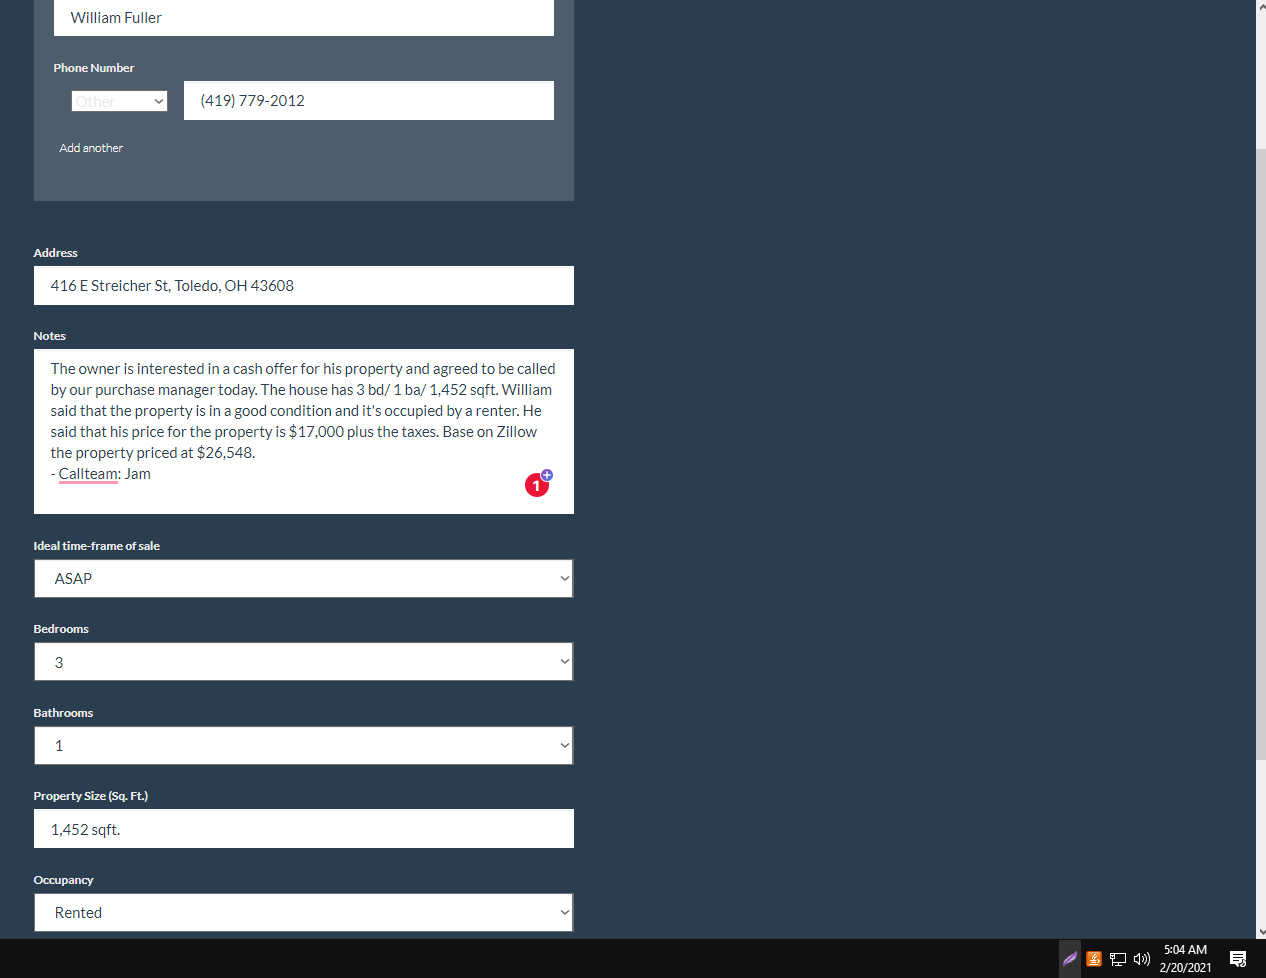 William Fuller
Phone Number
Other
(419) 779-2012
Add another
Address
416 E Streicher St, Toledo, OH 43608
Notes
The owner is interested in a cash offer for his property and agreed to be called
by our purchase manager today. The house has 3 bd/ 1 ba/ 1,452 sqft. William
said that the property is in a good condition and it's occupied by a renter. He
said that his price for the property is $17,000 plus the taxes. Base on Zillow
the property priced at $26,548.
- Callteam: Jam
1
Ideal time-frame of sale
ASAP
Bedrooms
3
Bathrooms
1
Property Size (Sq. Ft.)
1,452 sqft.
Occupancy
Rented
5:04 AM
2/20/2021